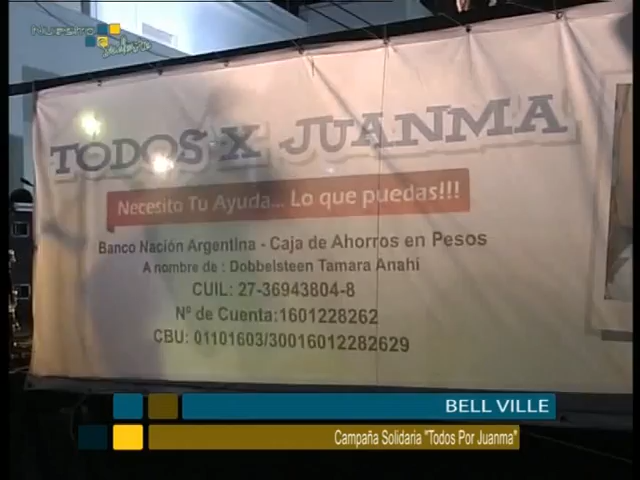 TODOS X JUANMA
Necesito Tu Ayuda... Lo que puedas!!!
Banco Nación Argentina - Caja de Ahorros en Pesos
A nombre de : Dobbelsteen Tamara Anahi
CUIL: 27-36943804-8
Nº de Cuenta:1601228262
CBU: 01101603/30016012282629
BELL VILLE
Campaña Solidaria "Todos Por Juanma"